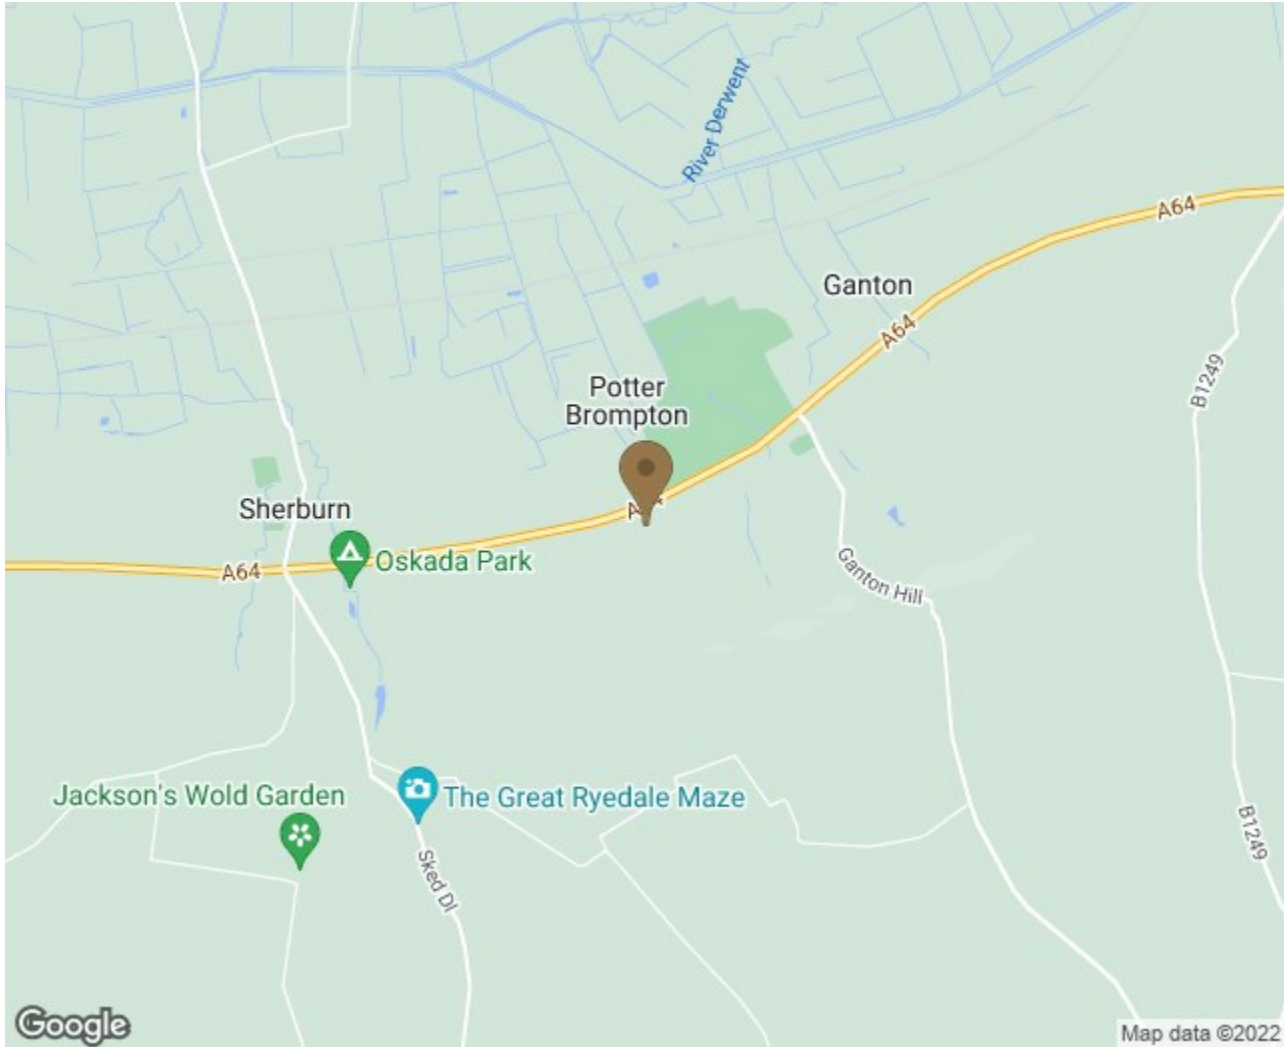 River Derwent
A64
Ganton
A64
B1249
Potter
Brompton
Sherburn
Oskada Park
A64
Ganton Hill
Jackson's Wold Garden
The Great Ryedale Maze
B1249
Sked Dl
Google
Map data ©2022